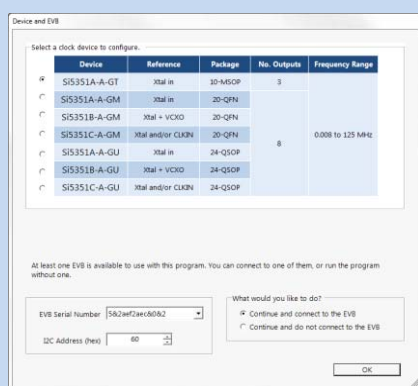 Device and EVB
Select a clock device to configure.
Device Reference Package No. Outputs Frequency Range
Si5351A-A-GT Xtal in 10-MSOP 3
Si5351A-A-GM Xtal in 20-QFN
Si5351B-A-GM Xtal + VCXO 20-QFN
Si5351C-A-GM Xtal and/or CLKIN 20-QFN
8 0.008 to 125 MHz
Si5351A-A-GU Xtal in 24-QSOP
Si5351B-A-GU Xtal + VCXO 24-QSOP
Si5351C-A-GU Xtal and/or CLKIN 24-QSOP
At least one EVB is available to use with this program. You can connect to one of them, or run the program
without one.
What would you like to do?
EVB Serial Number 5&2aef2aec&0&2
Continue and connect to the EVB
Continue and do not connect to the EVB
I2C Address (hex) 60
OK